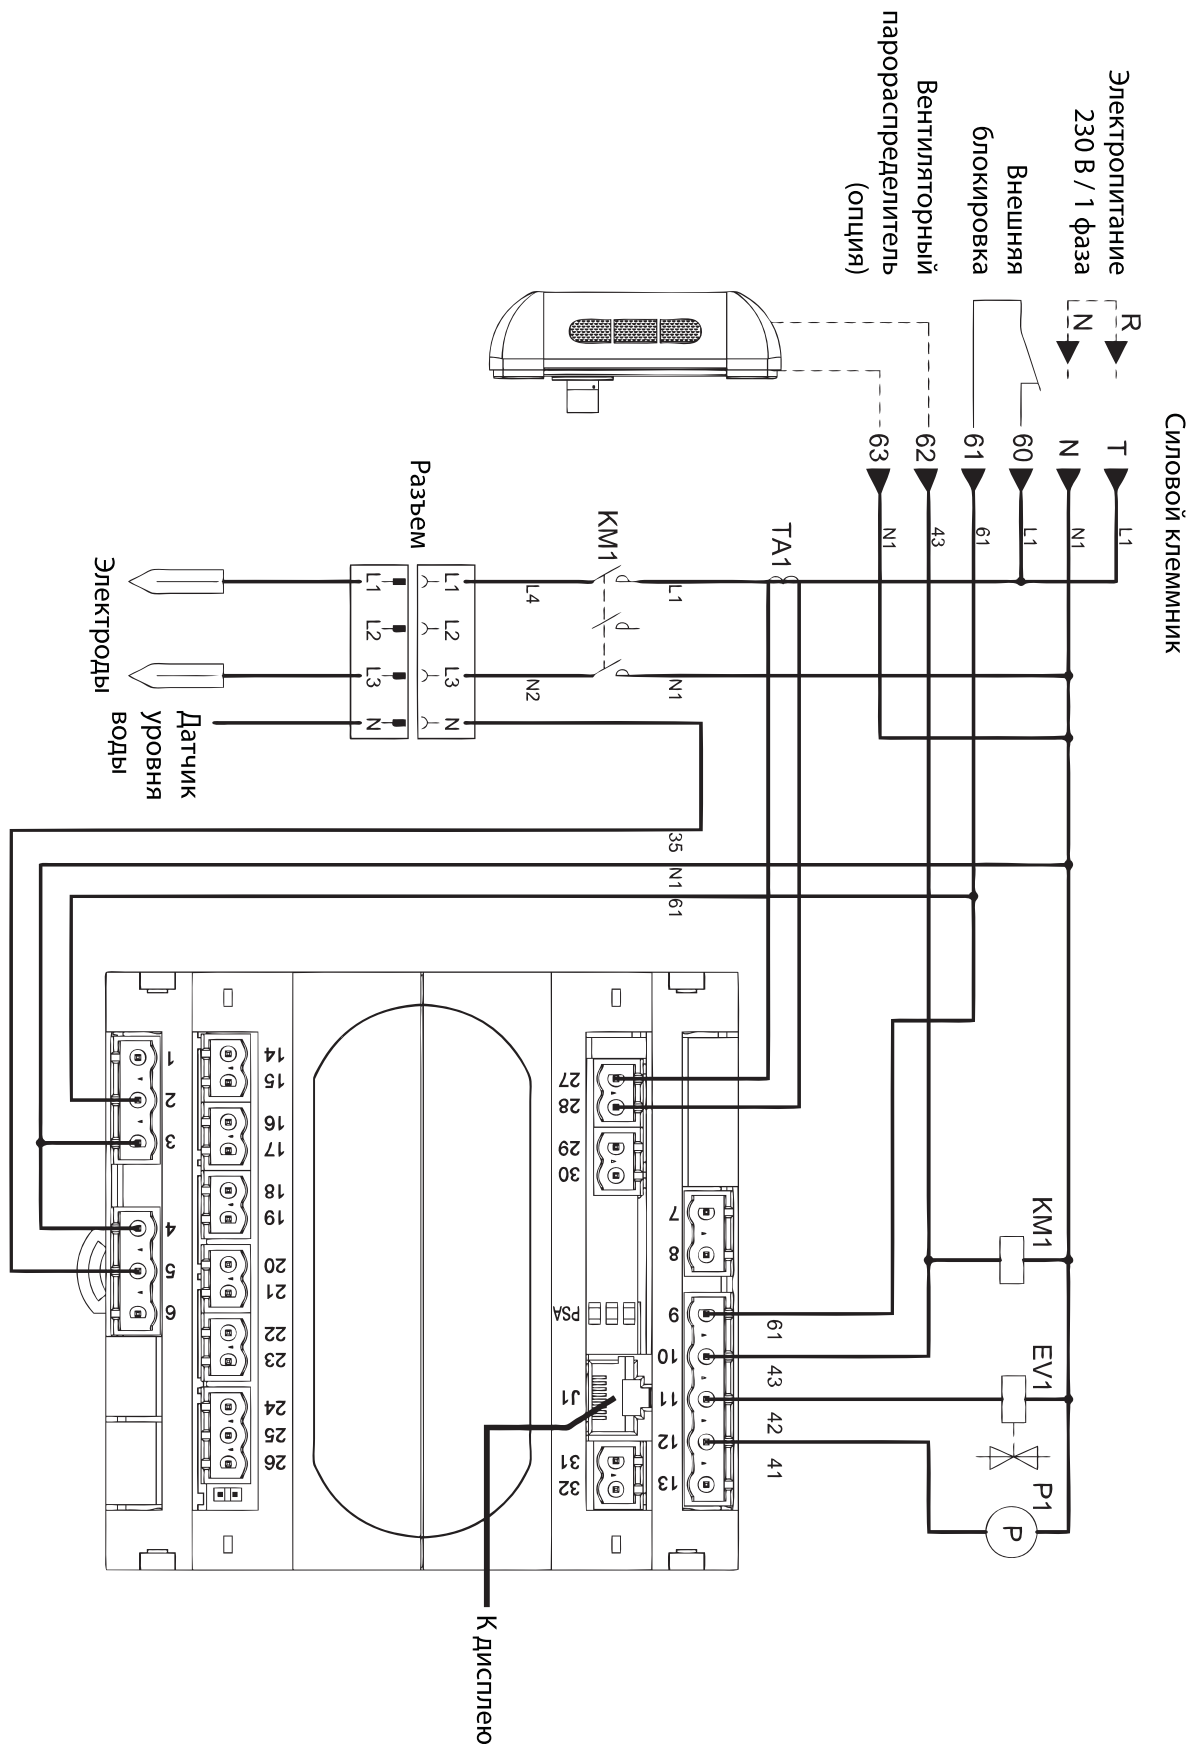 Силовой клеммник
Электропитание
230 В / 1 фаза
Внешняя
блокировка
Вентиляторный
парораспределитель
(опция)
R
N
T
N
60
61
62
63
L1
N1
L1
61
43
N1
TA1
KM1
L1
N1
L4
N2
Разъем
L1
L2
L3
N
L1
L2
L3
N
Электроды
Датчик
уровня
воды
35
N1
61
KM1
EV1
P1
P
61
43
42
41
1
2
3
4
5
6
14
15
16
17
18
19
20
21
22
23
24
25
26
27
28
29
30
PSA
J1
31
32
7
8
9
10
11
12
13
К дисплею